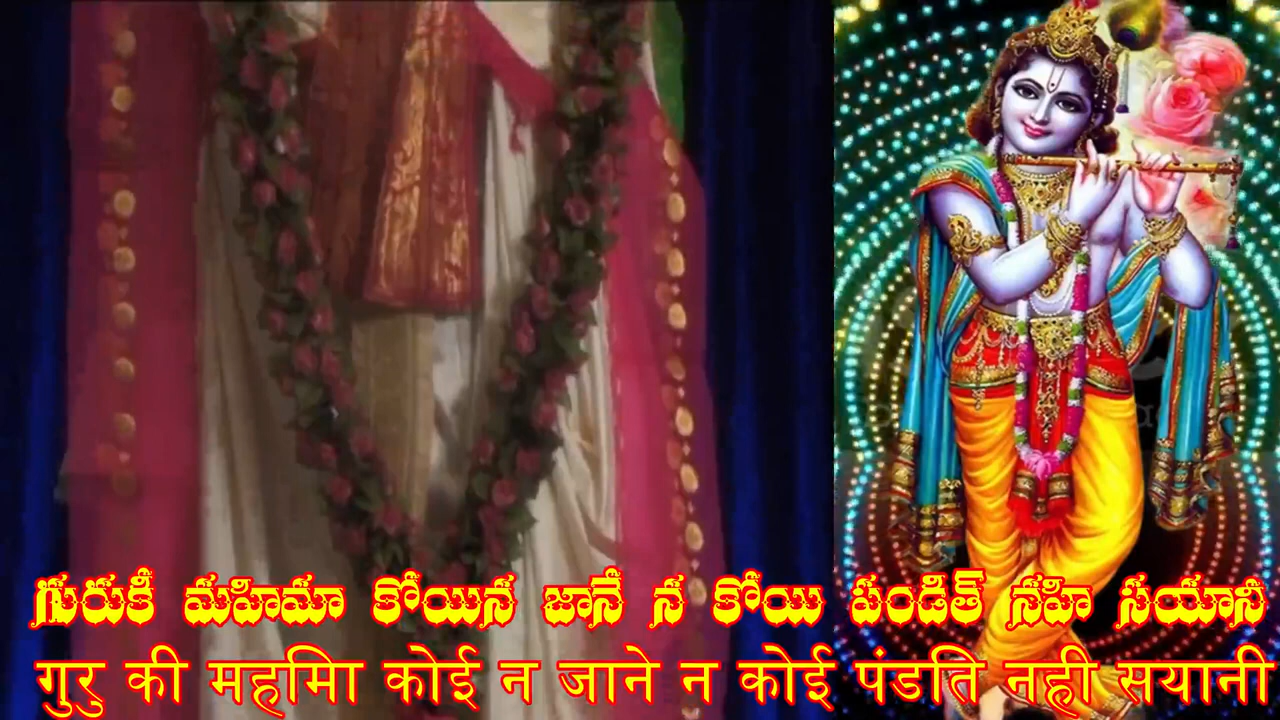 గురుకీ మహిమా కోయిన జానే న కోయి పండిత్ నహి సయానీ
गुरु की महमिा कोई न जाने न कोई पंडति नही सयानी